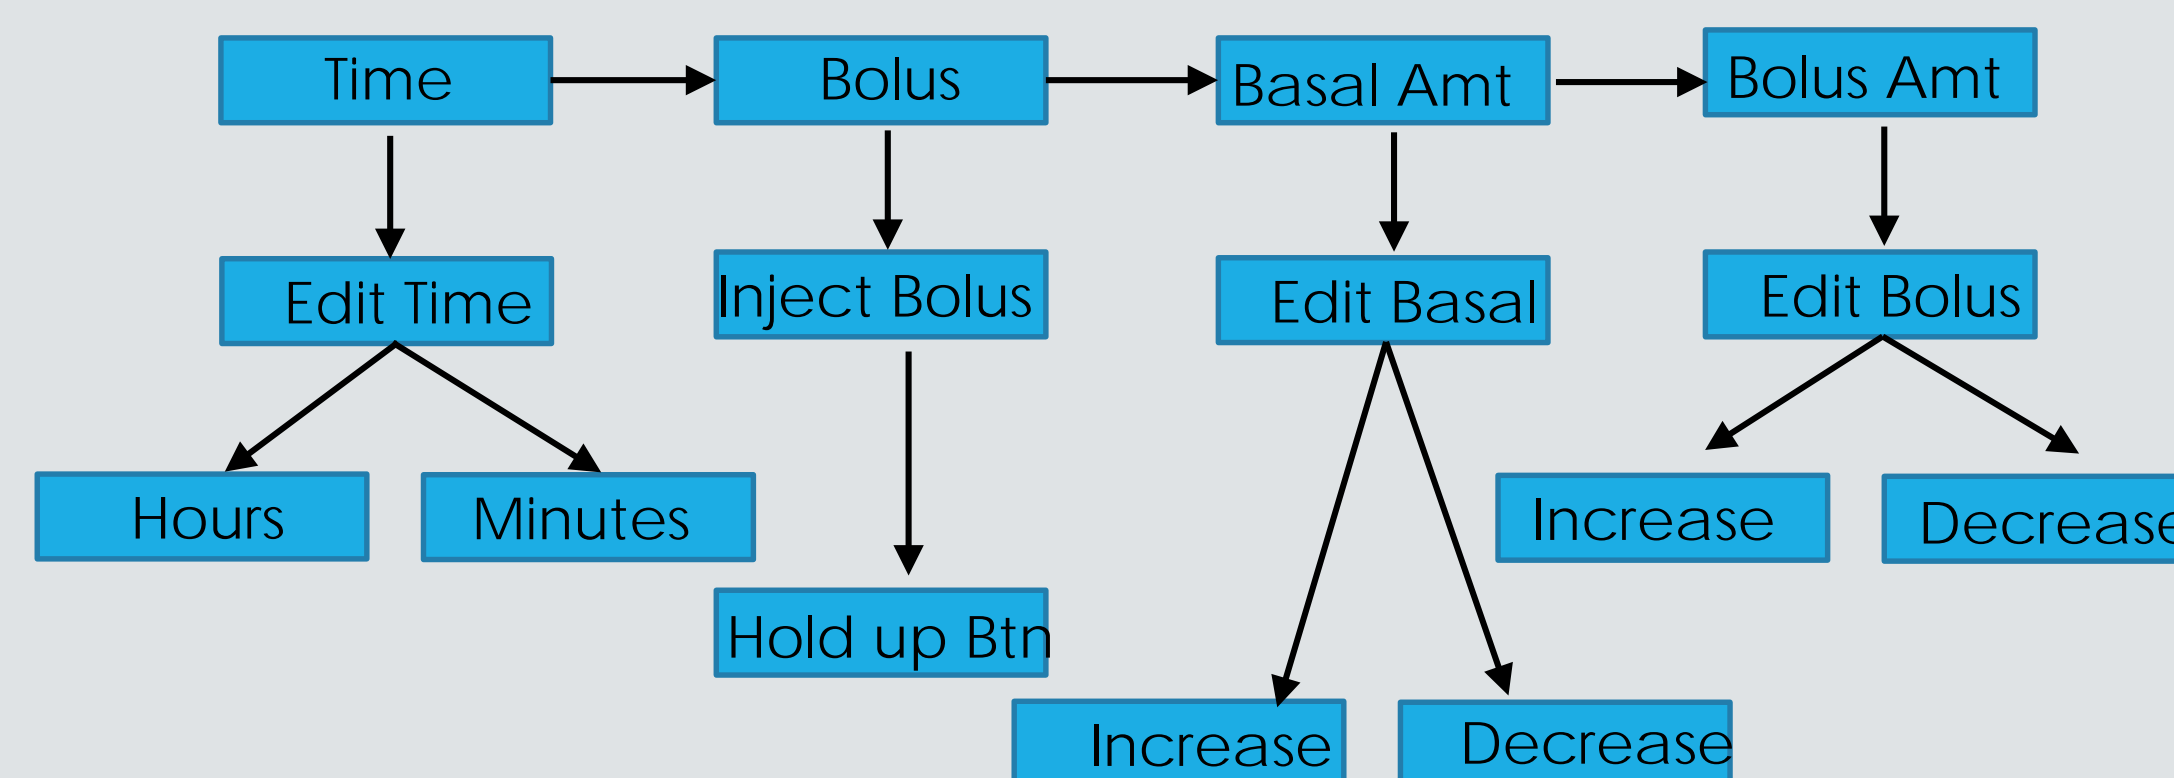 Time
Bolus
Basal Amt
Bolus Amt
Edit Time
Inject Bolus
Edit Basal
Edit Bolus
Hours
Minutes
Increase
Decrease
Hold up Btn
Increase
Decrease